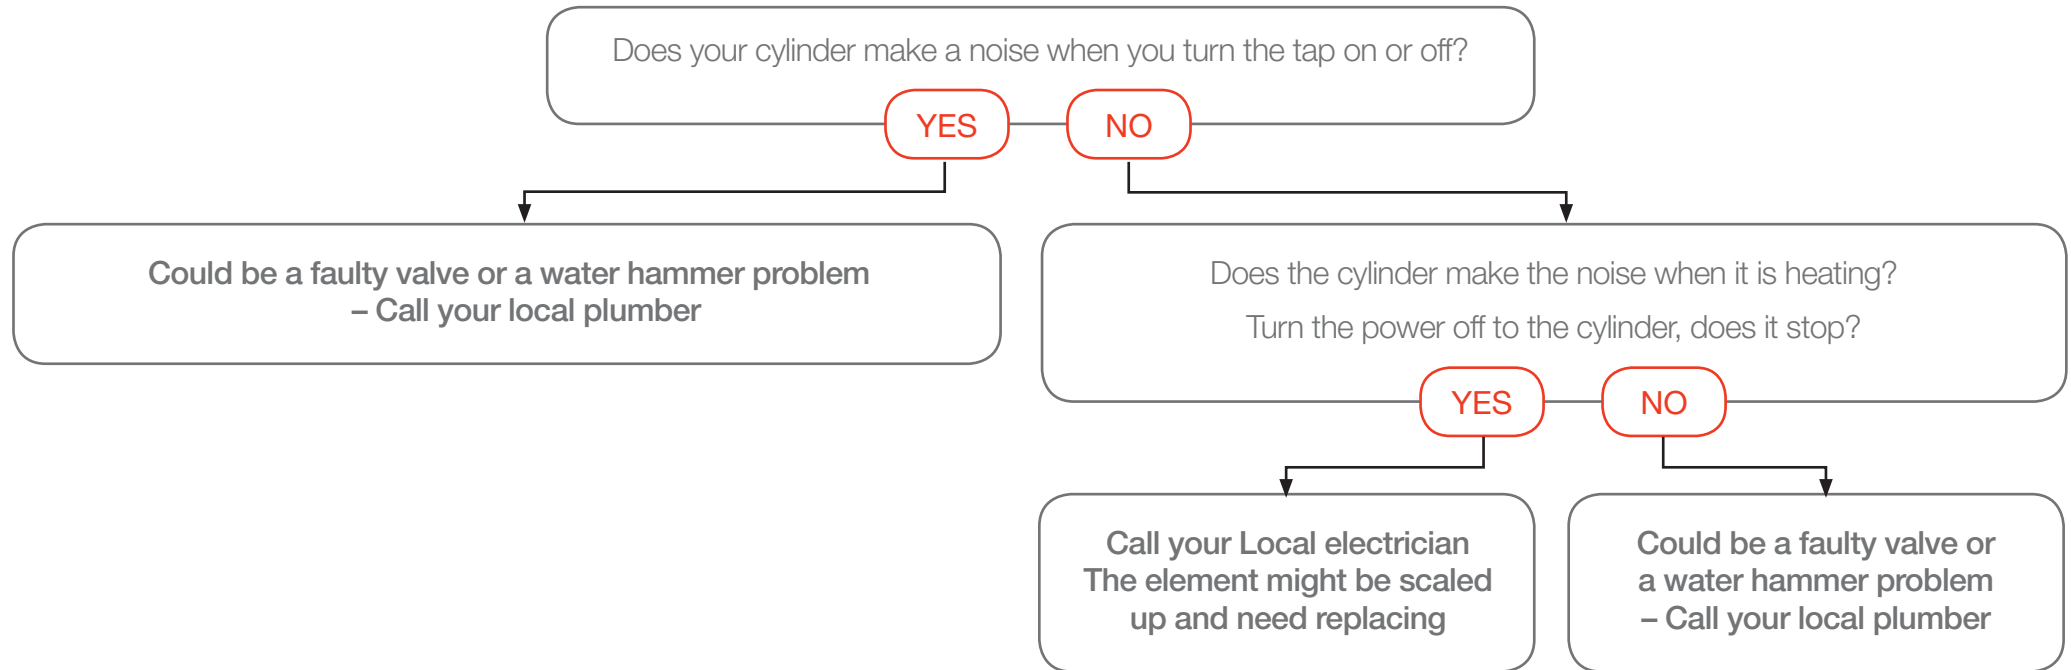 Does your cylinder make a noise when you turn the tap on or off?
YES
NO
Could be a faulty valve or a water hammer problem
– Call your local plumber
Does the cylinder make the noise when it is heating?
Turn the power off to the cylinder, does it stop?
YES
NO
Call your Local electrician
The element might be scaled
up and need replacing
Could be a faulty valve or
a water hammer problem
– Call your local plumber